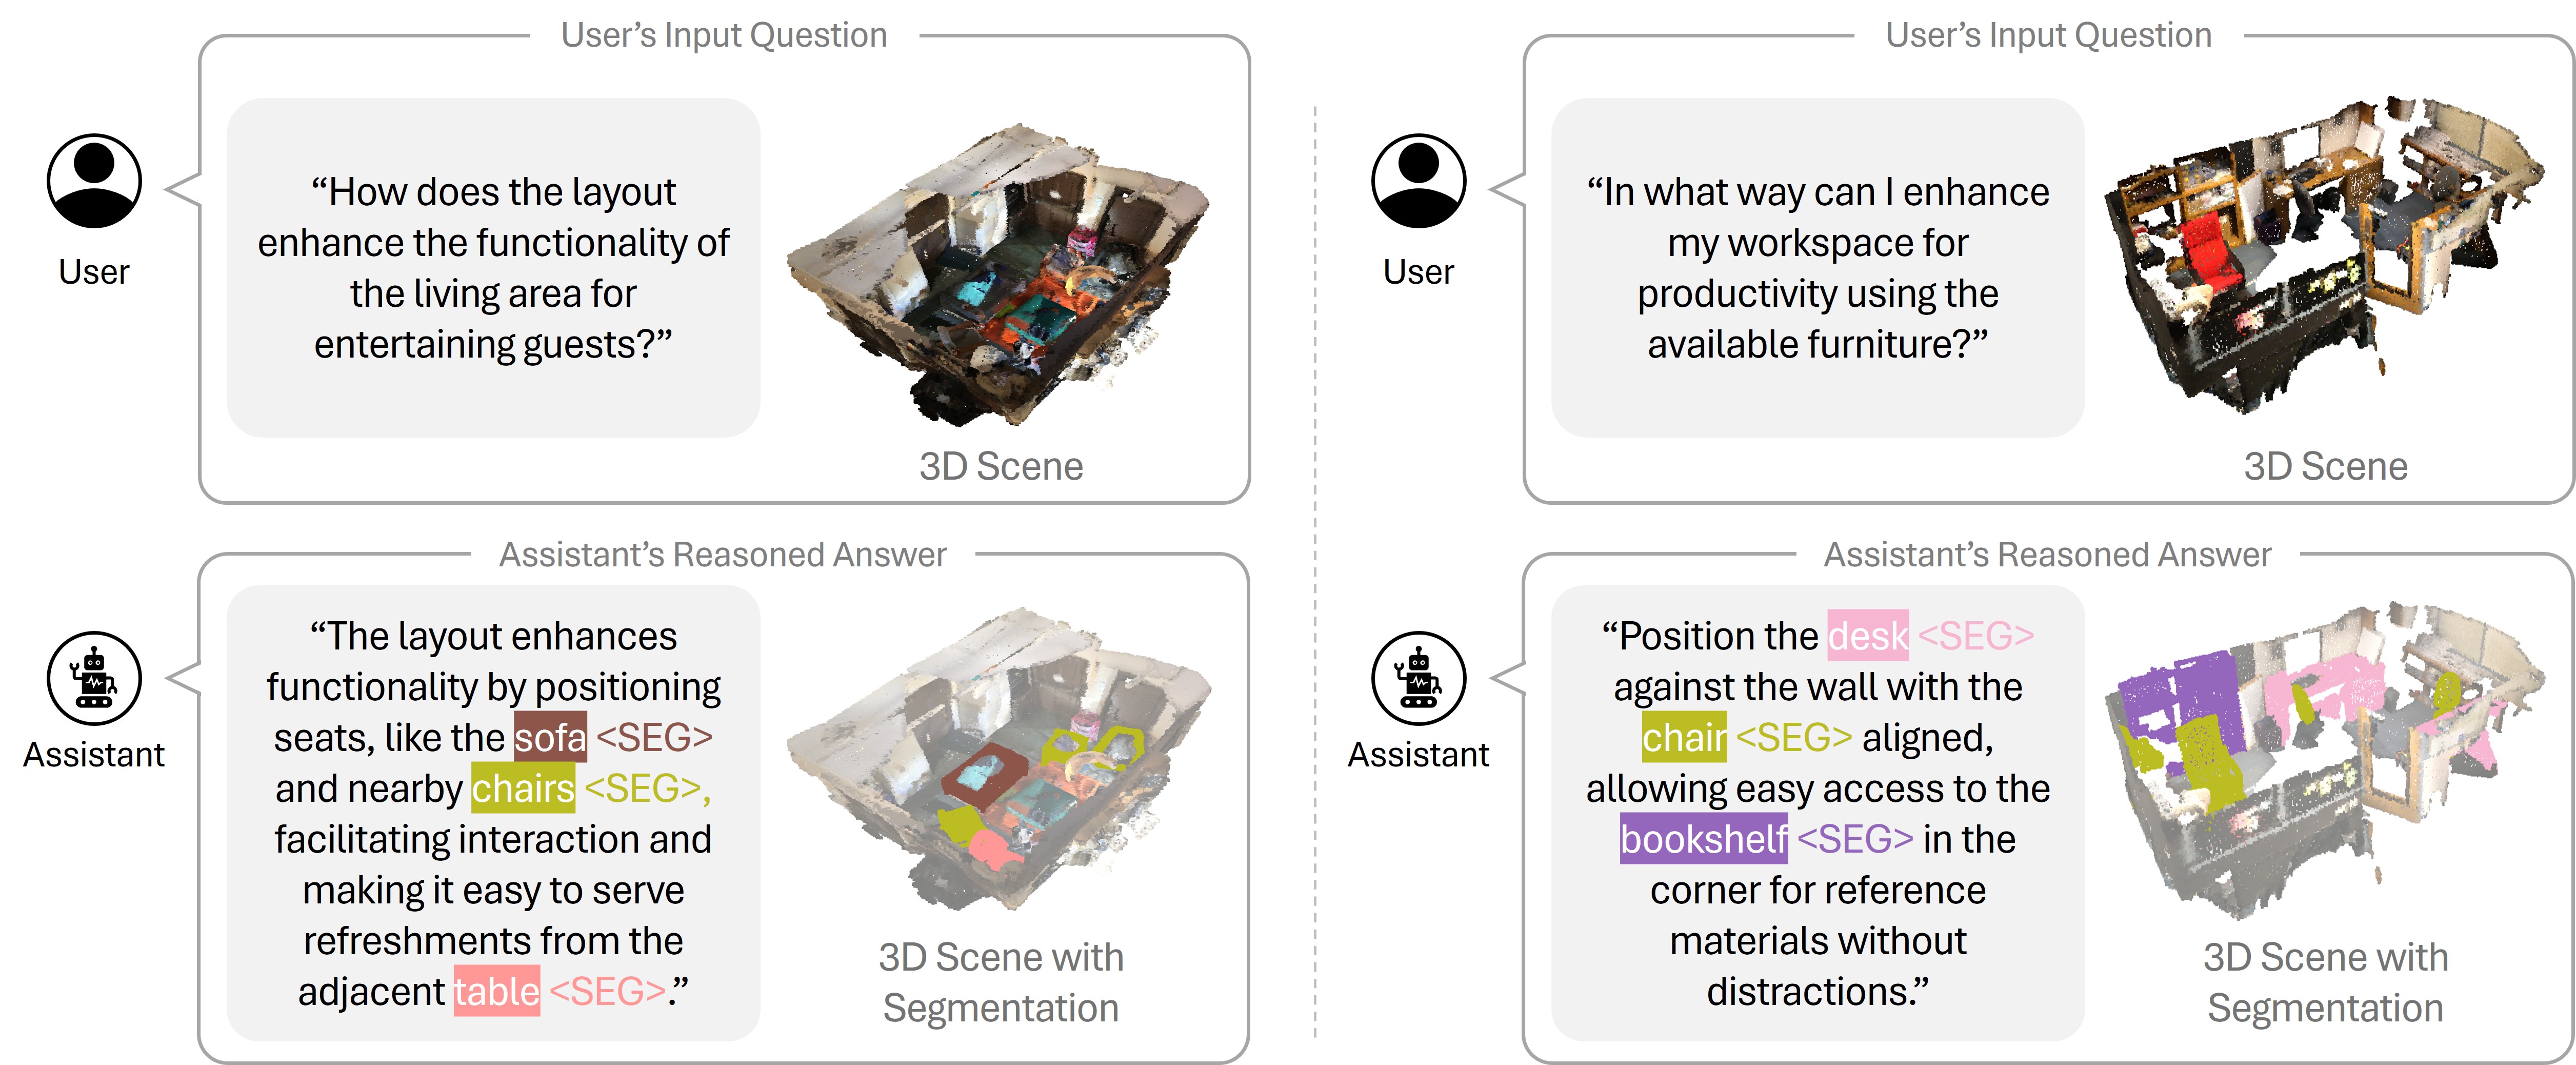 User's Input Question
User
“How does the layout
enhance the functionality of
the living area for
entertaining guests?”
3D Scene
Assistant's Reasoned Answer
Assistant
“The layout enhances
functionality by positioning
seats, like the sofa <SEG>
and nearby chairs <SEG>,
facilitating interaction and
making it easy to serve
refreshments from the
adjacent table <SEG>.”
3D Scene with
Segmentation
User's Input Question
User
“In what way can I enhance
my workspace for
productivity using the
available furniture?”
3D Scene
Assistant's Reasoned Answer
Assistant
“Position the desk <SEG>
against the wall with the
chair <SEG> aligned,
allowing easy access to the
bookshelf <SEG> in the
corner for reference
materials without
distractions.”
3D Scene with
Segmentation